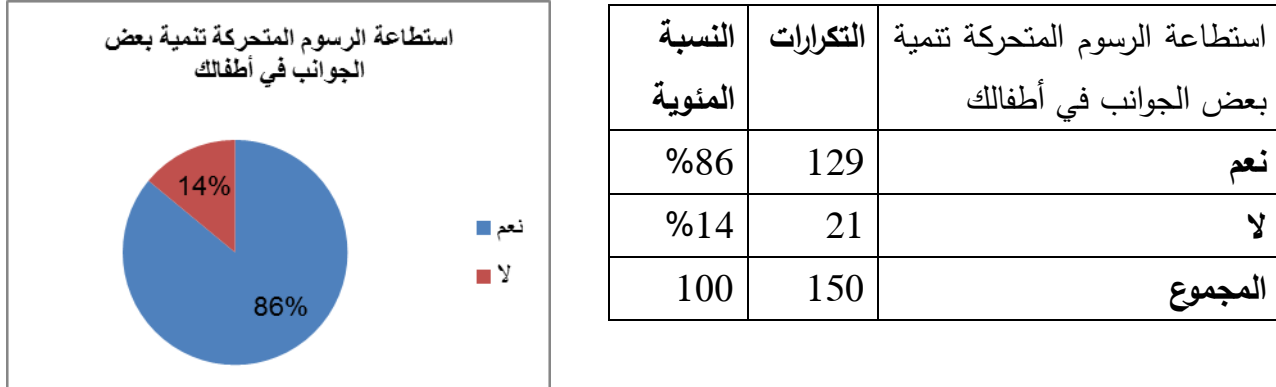 استطاعة الرسوم المتحركة تنمية بعض
الجوانب في أطفالك
14%
86%
نعم
لا
استطاعة الرسوم المتحركة تنمية بعض الجوانب في أطفالك
التكرارات
النسبة المئوية
نعم 129 %86
لا 21 %14
المجموع 150 100